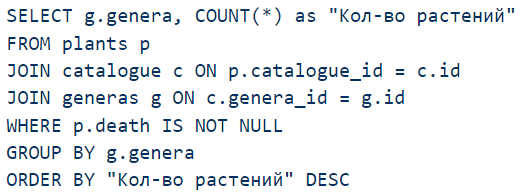 SELECT g.genera, COUNT(*) as "Кол-во растений"
FROM plants p
JOIN catalogue c ON p.catalogue_id = c.id
JOIN generas g ON c.genera_id = g.id
WHERE p.death IS NOT NULL
GROUP BY g.genera
ORDER BY "Кол-во растений" DESC